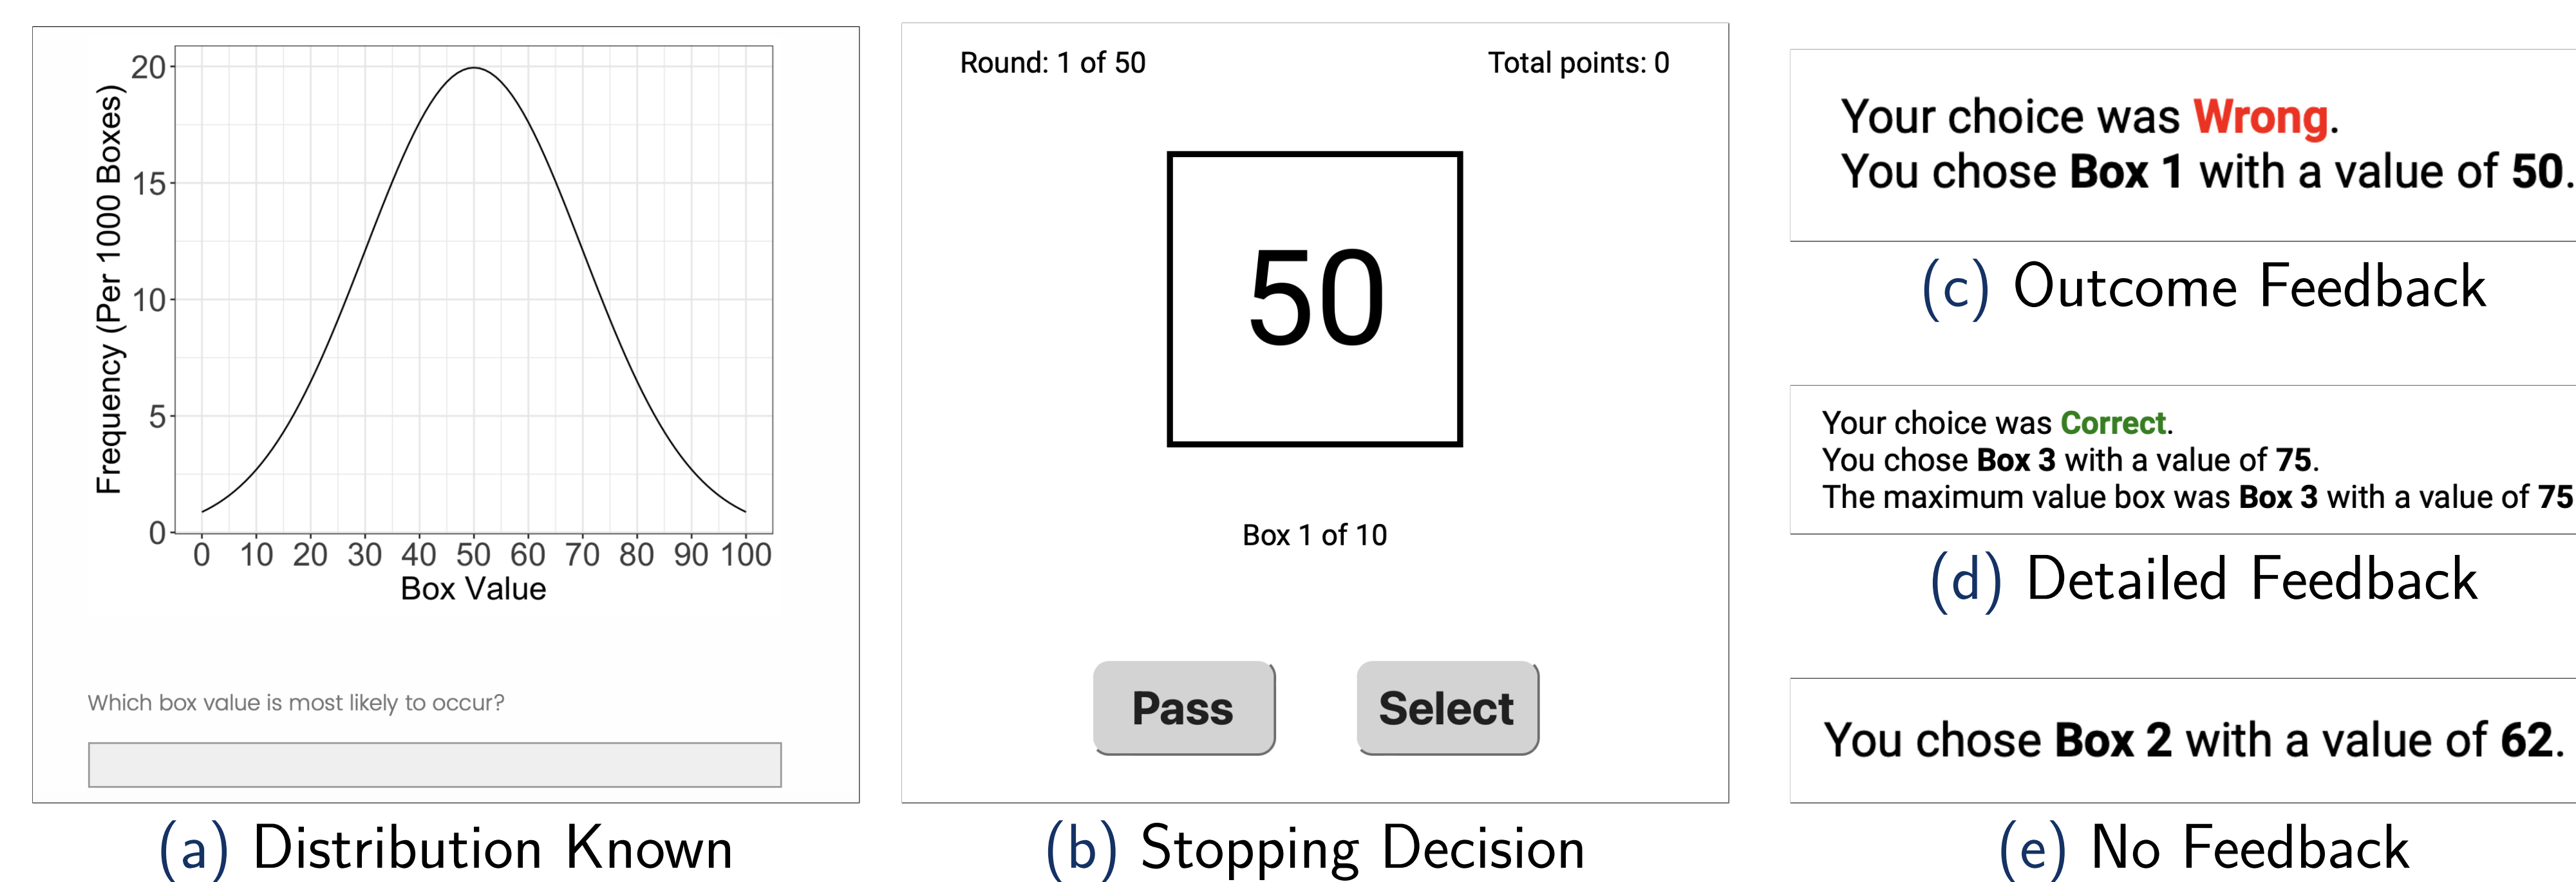 20
15
10
5
0
Frequency (Per 1000 Boxes)
0 10 20 30 40 50 60 70 80 90 100
Box Value
Which box value is most likely to occur?
(a) Distribution Known
Round: 1 of 50
Total points: 0
50
Box 1 of 10
Pass
Select
(b) Stopping Decision
Your choice was Wrong.
You chose Box 1 with a value of 50.
(c) Outcome Feedback
Your choice was Correct.
You chose Box 3 with a value of 75.
The maximum value box was Box 3 with a value of 75
(d) Detailed Feedback
You chose Box 2 with a value of 62.
(e) No Feedback